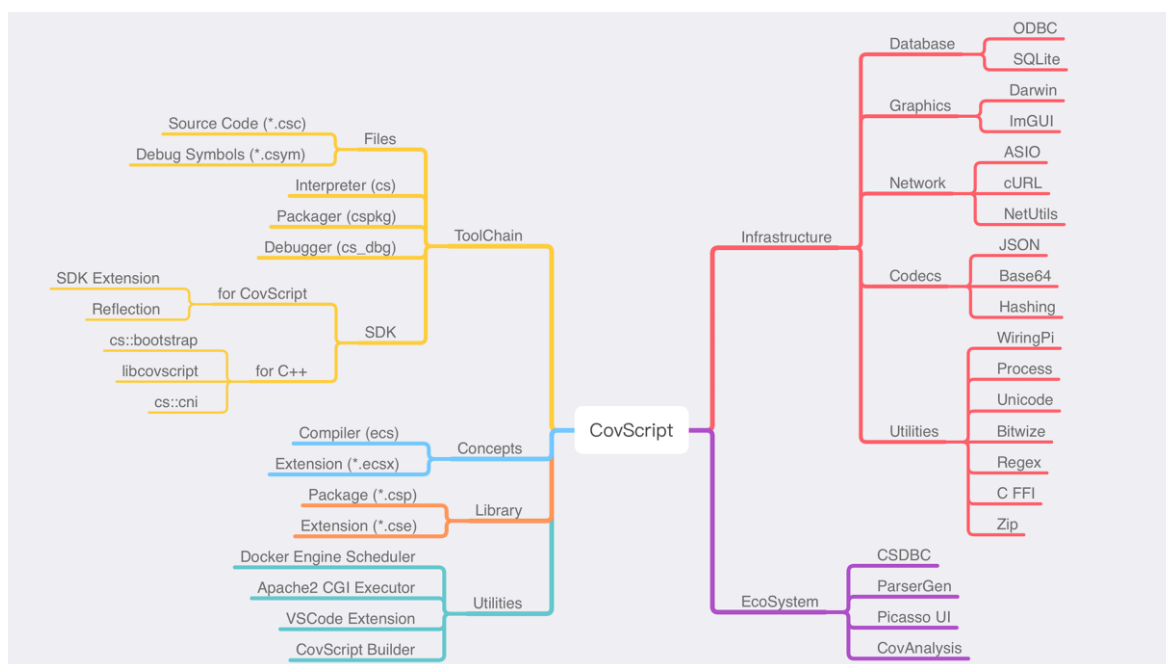 CovScript
ToolChain
Files
Source Code (*.csc)
Debug Symbols (*.csym)
Interpreter (cs)
Packager (cspkg)
Debugger (cs_dbg)
SDK
for CovScript
SDK Extension
Reflection
for C++
cs::bootstrap
libcovscript
cs::cni
Concepts
Compiler (ecs)
Extension (*.ecsx)
Library
Package (*.csp)
Extension (*.cse)
Utilities
Docker Engine Scheduler
Apache2 CGI Executor
VSCode Extension
CovScript Builder
Infrastructure
Database
ODBC
SQLite
Graphics
Darwin
ImGUI
Network
ASIO
cURL
NetUtils
Codecs
JSON
Base64
Hashing
Utilities
WiringPi
Process
Unicode
Bitwize
Regex
C FFI
Zip
EcoSystem
CSDBC
ParserGen
Picasso UI
CovAnalysis